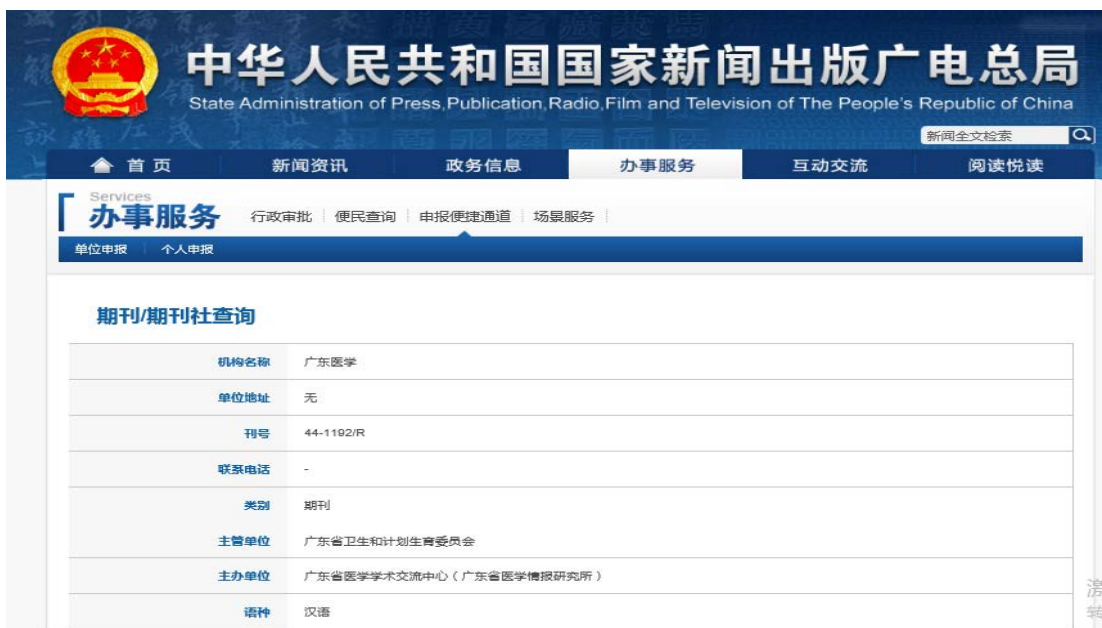 中华人民共和国国家新闻出版广电总局
State Administration of Press,Publication,Radio,Film and Television of The People's Republic of China
新闻全文检索
首页 新闻资讯 政务信息 办事服务 互动交流 阅读悦读
Services
办事服务 行政审批 便民查询 申报便捷通道 场景服务
单位申报 个人申报
期刊/期刊社查询
机构名称 广东医学
单位地址 无
刊号 44-1192/R
联系电话 -
类别 期刊
主管单位 广东省卫生和计划生育委员会
主办单位 广东省医学学术交流中心（广东省医学情报研究所）
语种 汉语